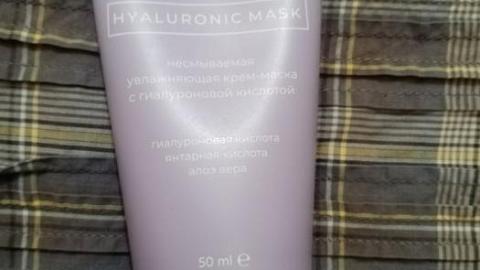 HYALURONIC MASK
несмываемая
увлажняющая крем-маска
с гиалуроновой кислотой
гиалуроновая кислота
янтарная кислота
алоэ вера
50 ml ℮